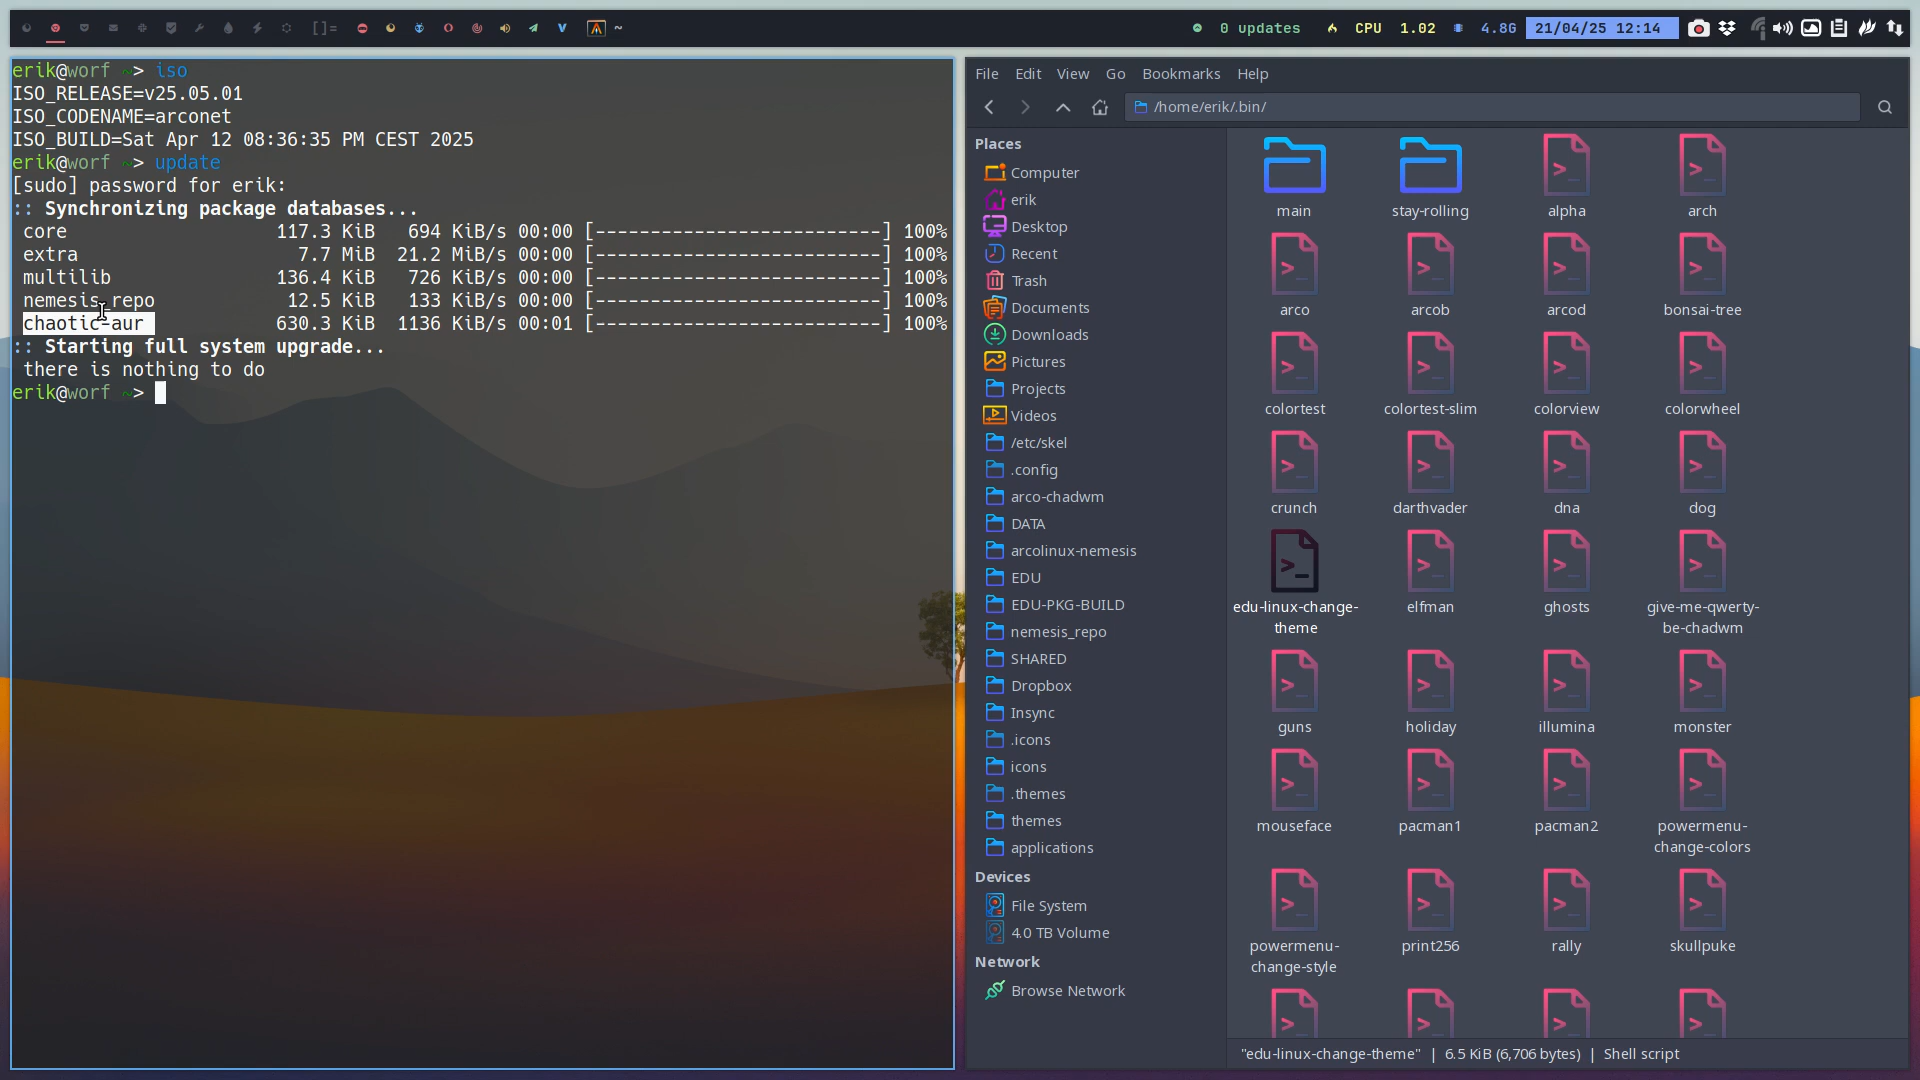 []=
~
0 updates
CPU 1.02
4.8G
21/04/25 12:14
erik@worf ~> iso
ISO_RELEASE=v25.05.01
ISO_CODENAME=arconet
ISO_BUILD=Sat Apr 12 08:36:35 PM CEST 2025
erik@worf ~> update
[sudo] password for erik:
:: Synchronizing package databases...
core 117.3 KiB 694 KiB/s 00:00 [--------------------------] 100%
extra 7.7 MiB 21.2 MiB/s 00:00 [--------------------------] 100%
multilib 136.4 KiB 726 KiB/s 00:00 [--------------------------] 100%
nemesis_repo 12.5 KiB 133 KiB/s 00:00 [--------------------------] 100%
chaotic-aur 630.3 KiB 1136 KiB/s 00:01 [--------------------------] 100%
:: Starting full system upgrade...
there is nothing to do
erik@worf ~>
File Edit View Go Bookmarks Help
/home/erik/.bin/
Places
Computer
erik
Desktop
Recent
Trash
Documents
Downloads
Pictures
Projects
Videos
/etc/skel
.config
arco-chadwm
DATA
arcolinux-nemesis
EDU
EDU-PKG-BUILD
nemesis_repo
SHARED
Dropbox
Insync
.icons
icons
.themes
themes
applications
Devices
File System
4.0 TB Volume
Network
Browse Network
main stay-rolling alpha arch
arco arcob arcod bonsai-tree
colortest colortest-slim colorview colorwheel
crunch darthvader dna dog
edu-linux-change-theme elfman ghosts give-me-qwerty-be-chadwm
guns holiday illumina monster
mouseface pacman1 pacman2 powermenu-change-colors
powermenu-change-style print256 rally skullpuke
"edu-linux-change-theme" | 6.5 KiB (6,706 bytes) | Shell script